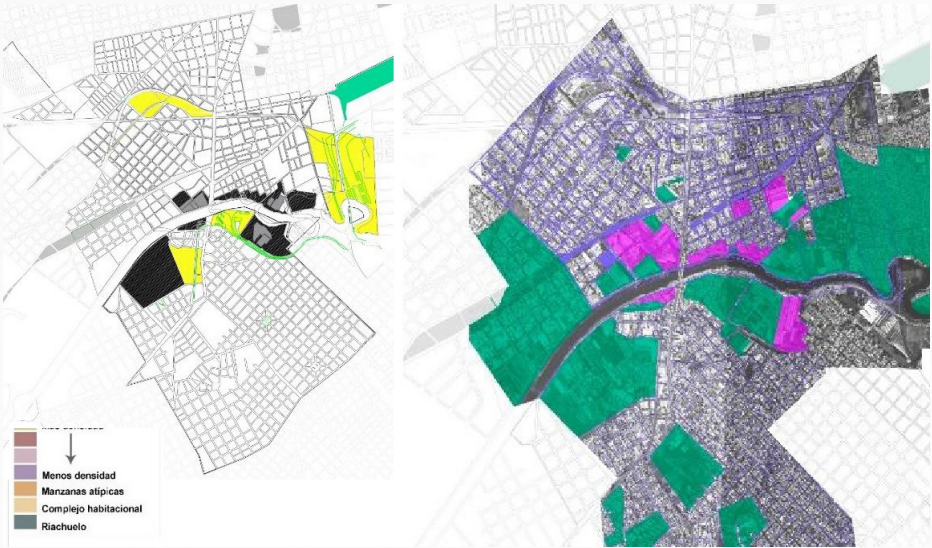 Menos densidad
Manzanas atípicas
Complejo habitacional
Riachuelo